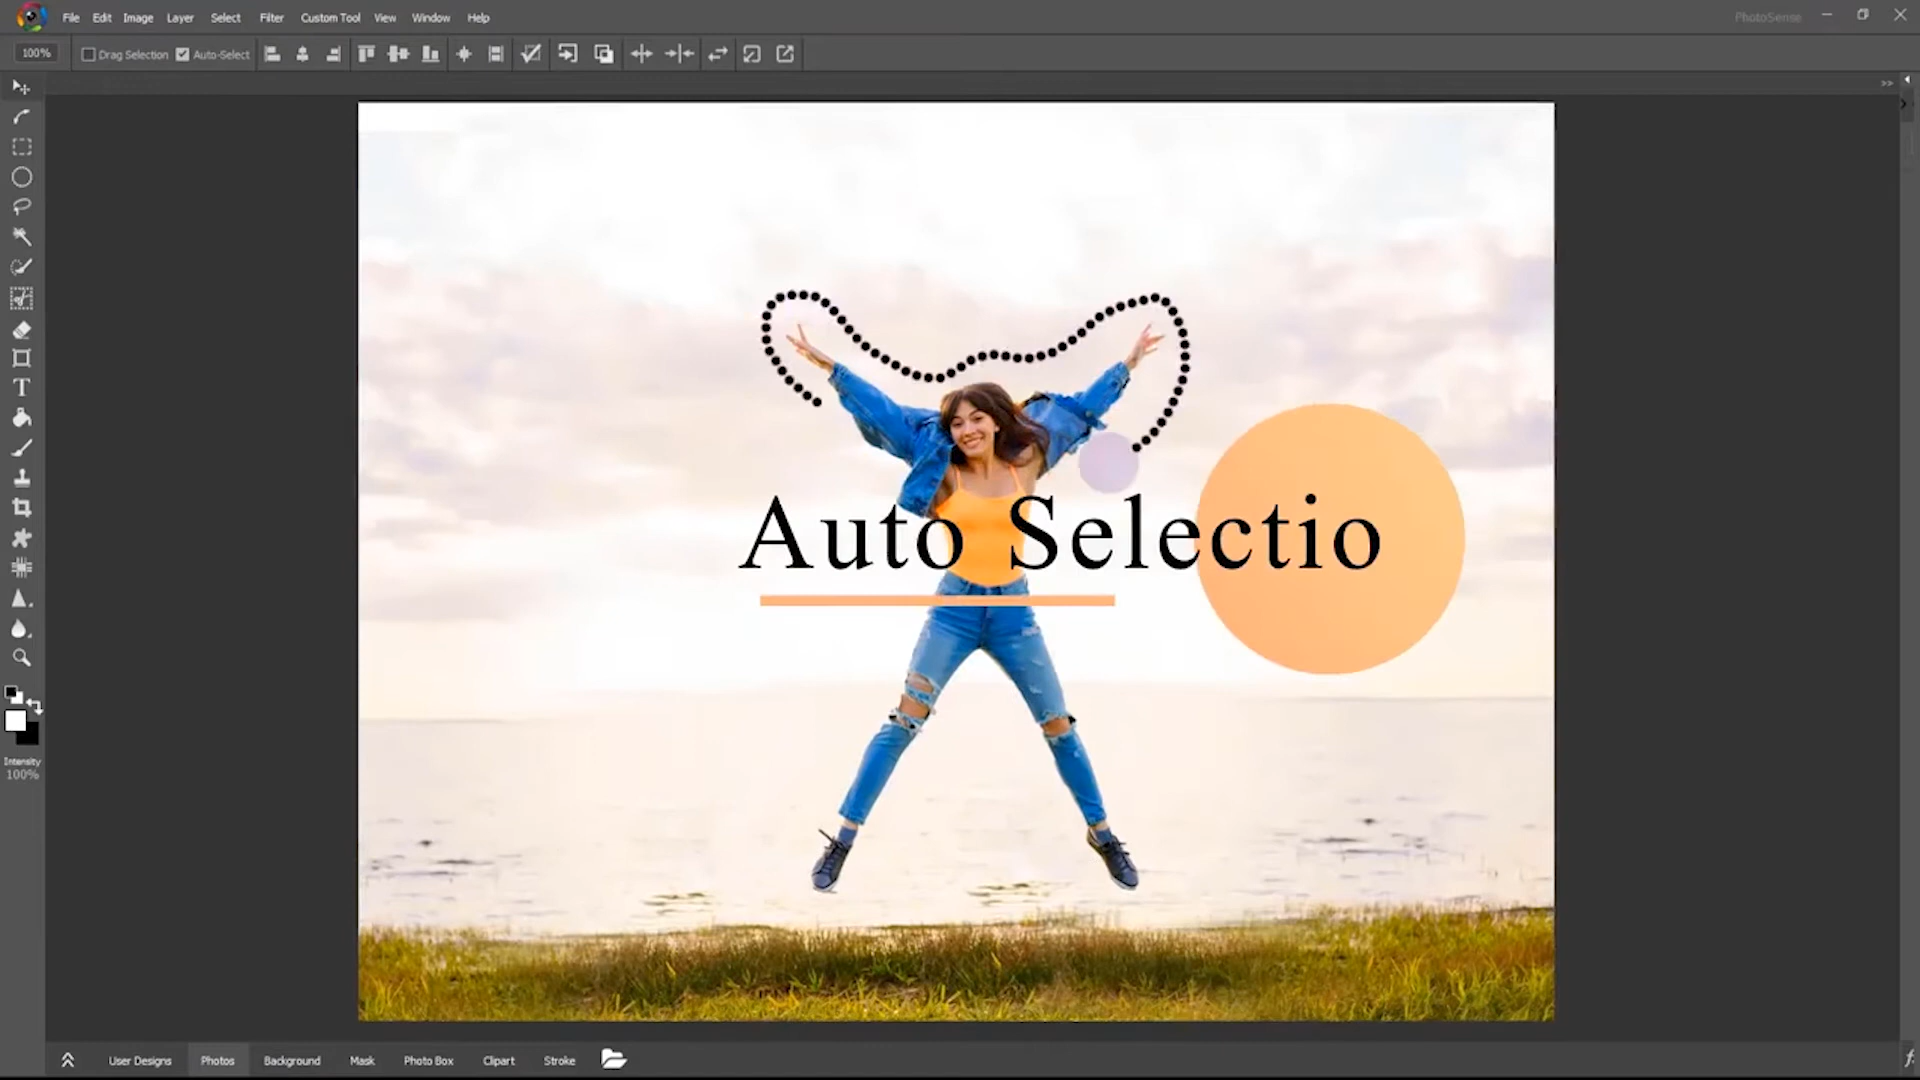 File Edit Image Layer Select Filter Custom Tool View Window Help
PhotoSense
100% Drag Selection Auto-Select
T
Auto Selectio
Intensity
100%
User Designs Photos Background Mask Photo Box Clipart Stroke